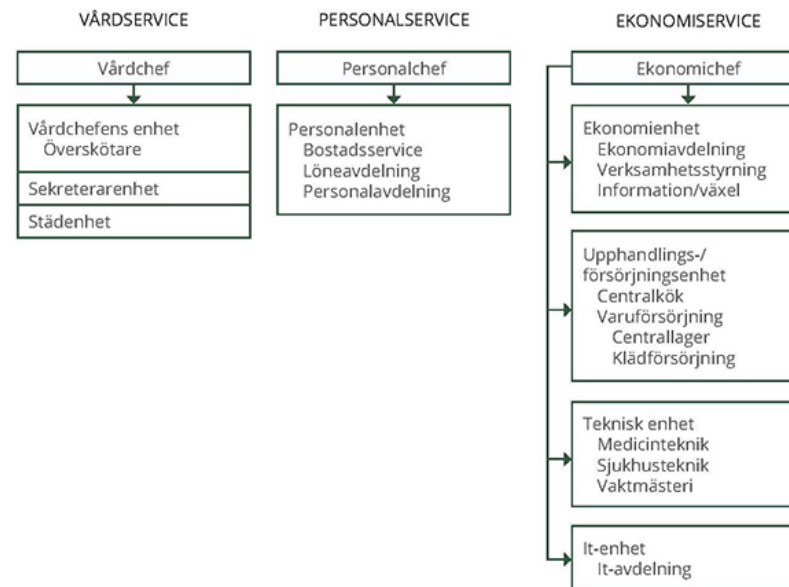 VÅRDSERVICE
Vårdchef
Vårdchefens enhet
Överskötare
Sekreterarenhet
Städenhet
PERSONALSERVICE
Personalchef
Personalenhet
Bostadsservice
Löneavdelning
Personalavdelning
EKONOMISERVICE
Ekonomichef
Ekonomienhet
Ekonomiavdelning
Verksamhetsstyrning
Information/växel
Upphandlings-/
försörjningsenhet
Centralkök
Varuförsörjning
Centrallager
Klädförsörjning
Teknisk enhet
Medicinteknik
Sjukhusteknik
Vaktmästeri
It-enhet
It-avdelning